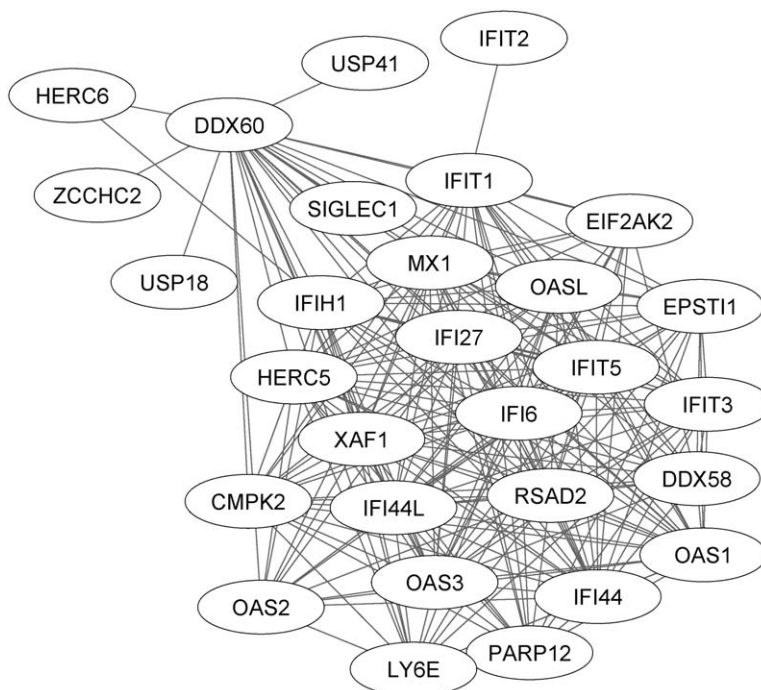 IFIT2
USP41
HERC6
DDX60
IFIT1
ZCCHC2
SIGLEC1
EIF2AK2
MX1
USP18
OASL
IFIH1
EPSTI1
IFI27
IFIT5
HERC5
IFI6
IFIT3
XAF1
DDX58
RSAD2
CMPK2
IFI44L
OAS1
OAS3
IFI44
OAS2
PARP12
LY6E